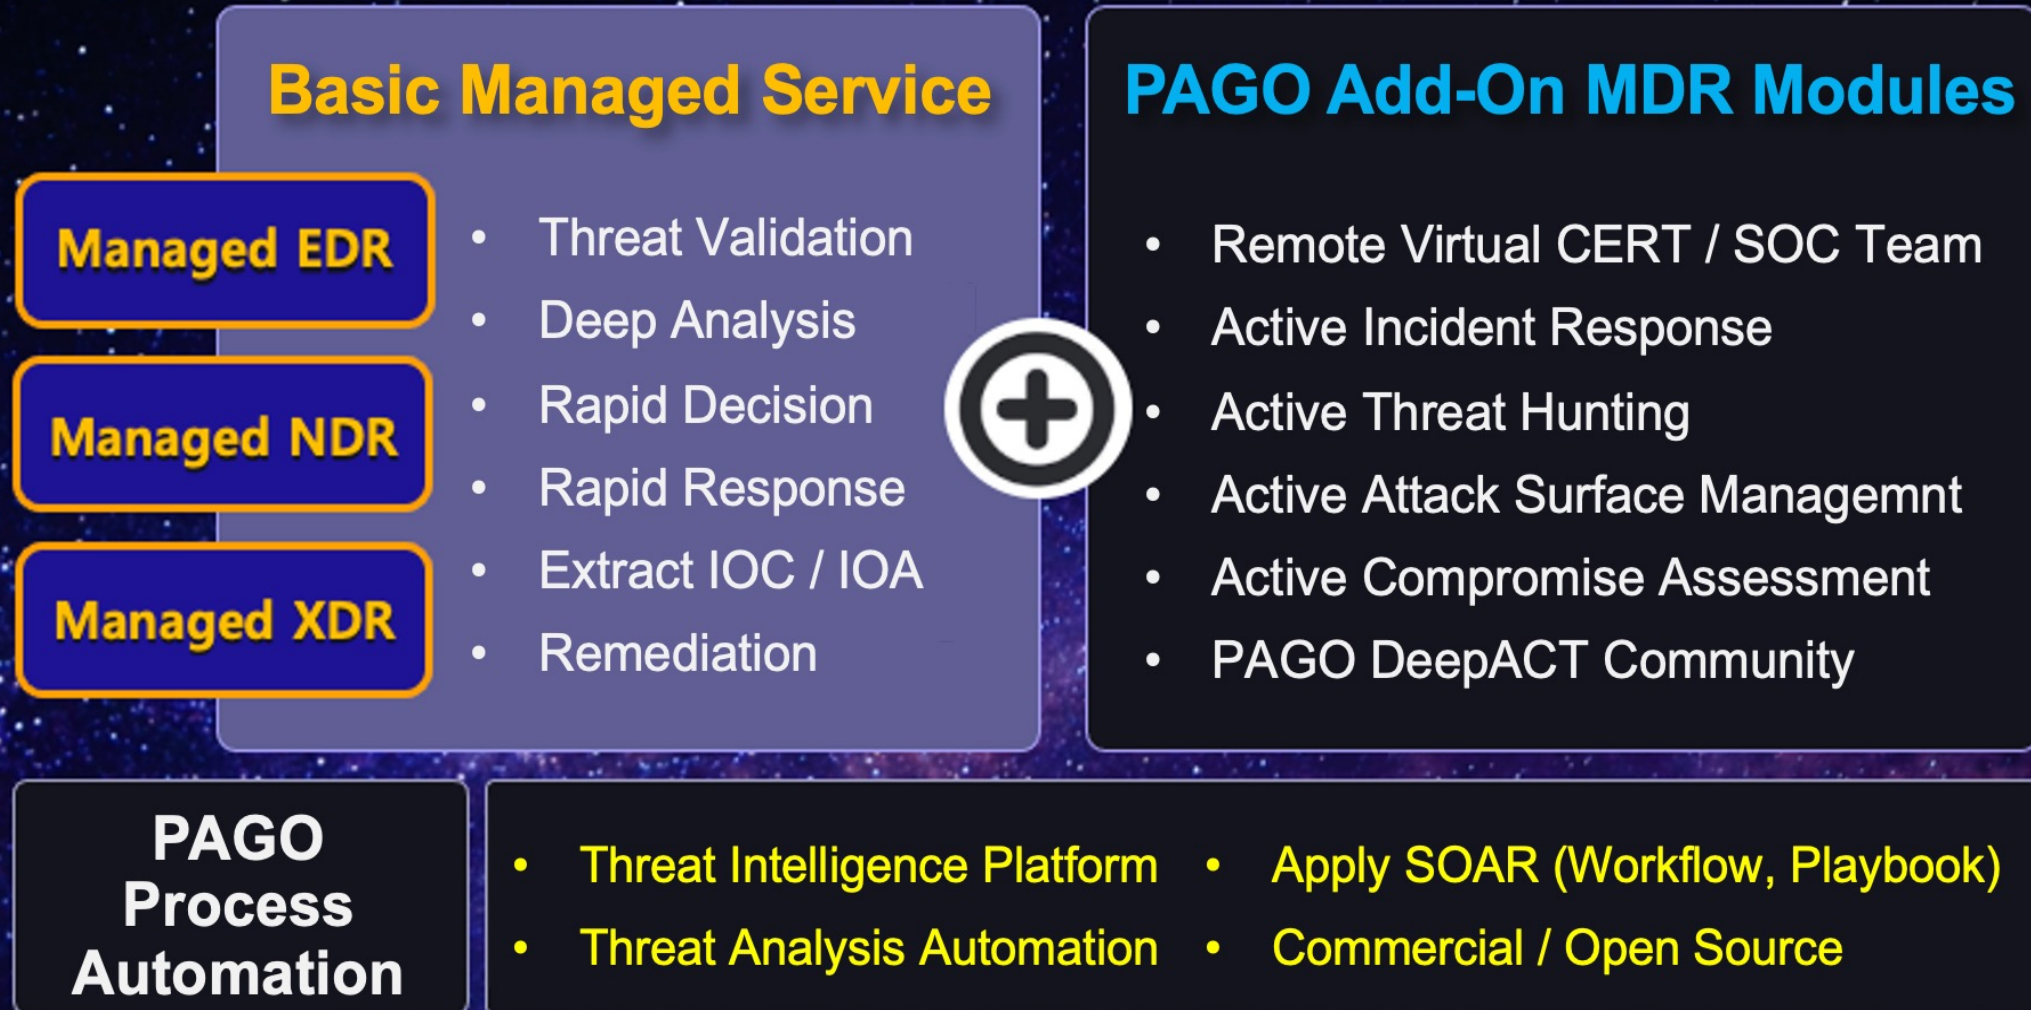 Basic Managed Service
Managed EDR
Managed NDR
Managed XDR
• Threat Validation
• Deep Analysis
• Rapid Decision
• Rapid Response
• Extract IOC / IOA
• Remediation
PAGO Add-On MDR Modules
• Remote Virtual CERT / SOC Team
• Active Incident Response
• Active Threat Hunting
• Active Attack Surface Managemnt
• Active Compromise Assessment
• PAGO DeepACT Community
PAGO
Process
Automation
• Threat Intelligence Platform
• Threat Analysis Automation
• Apply SOAR (Workflow, Playbook)
• Commercial / Open Source